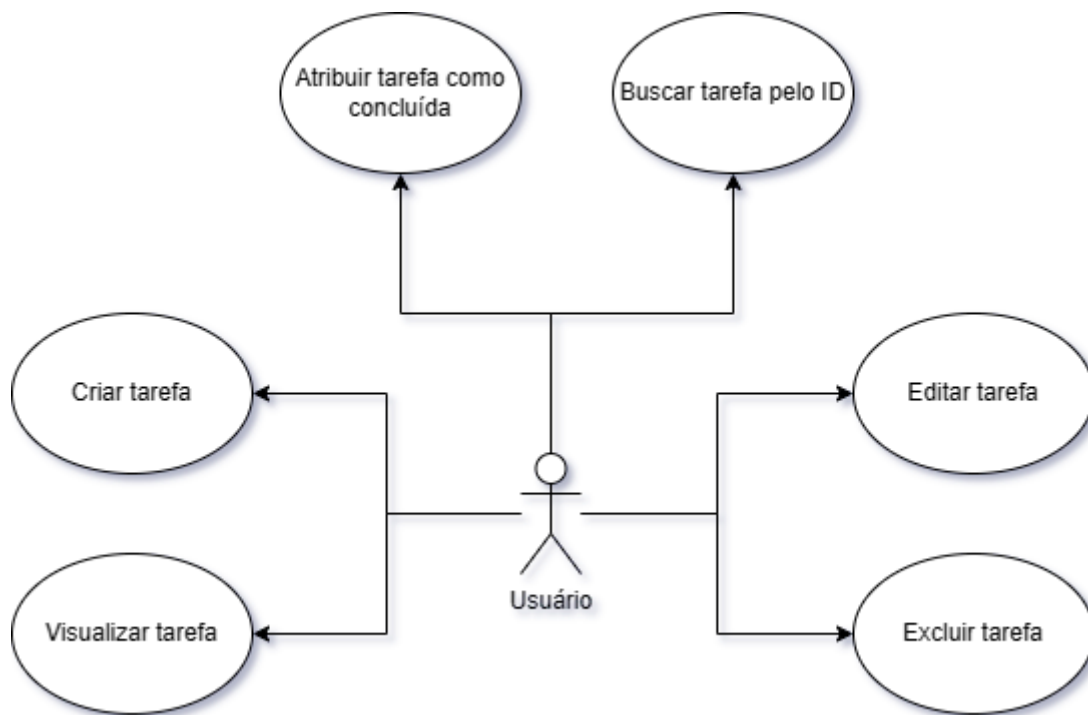 Atribuir tarefa como
concluída
Buscar tarefa pelo ID
Criar tarefa
Editar tarefa
Usuário
Visualizar tarefa
Excluir tarefa